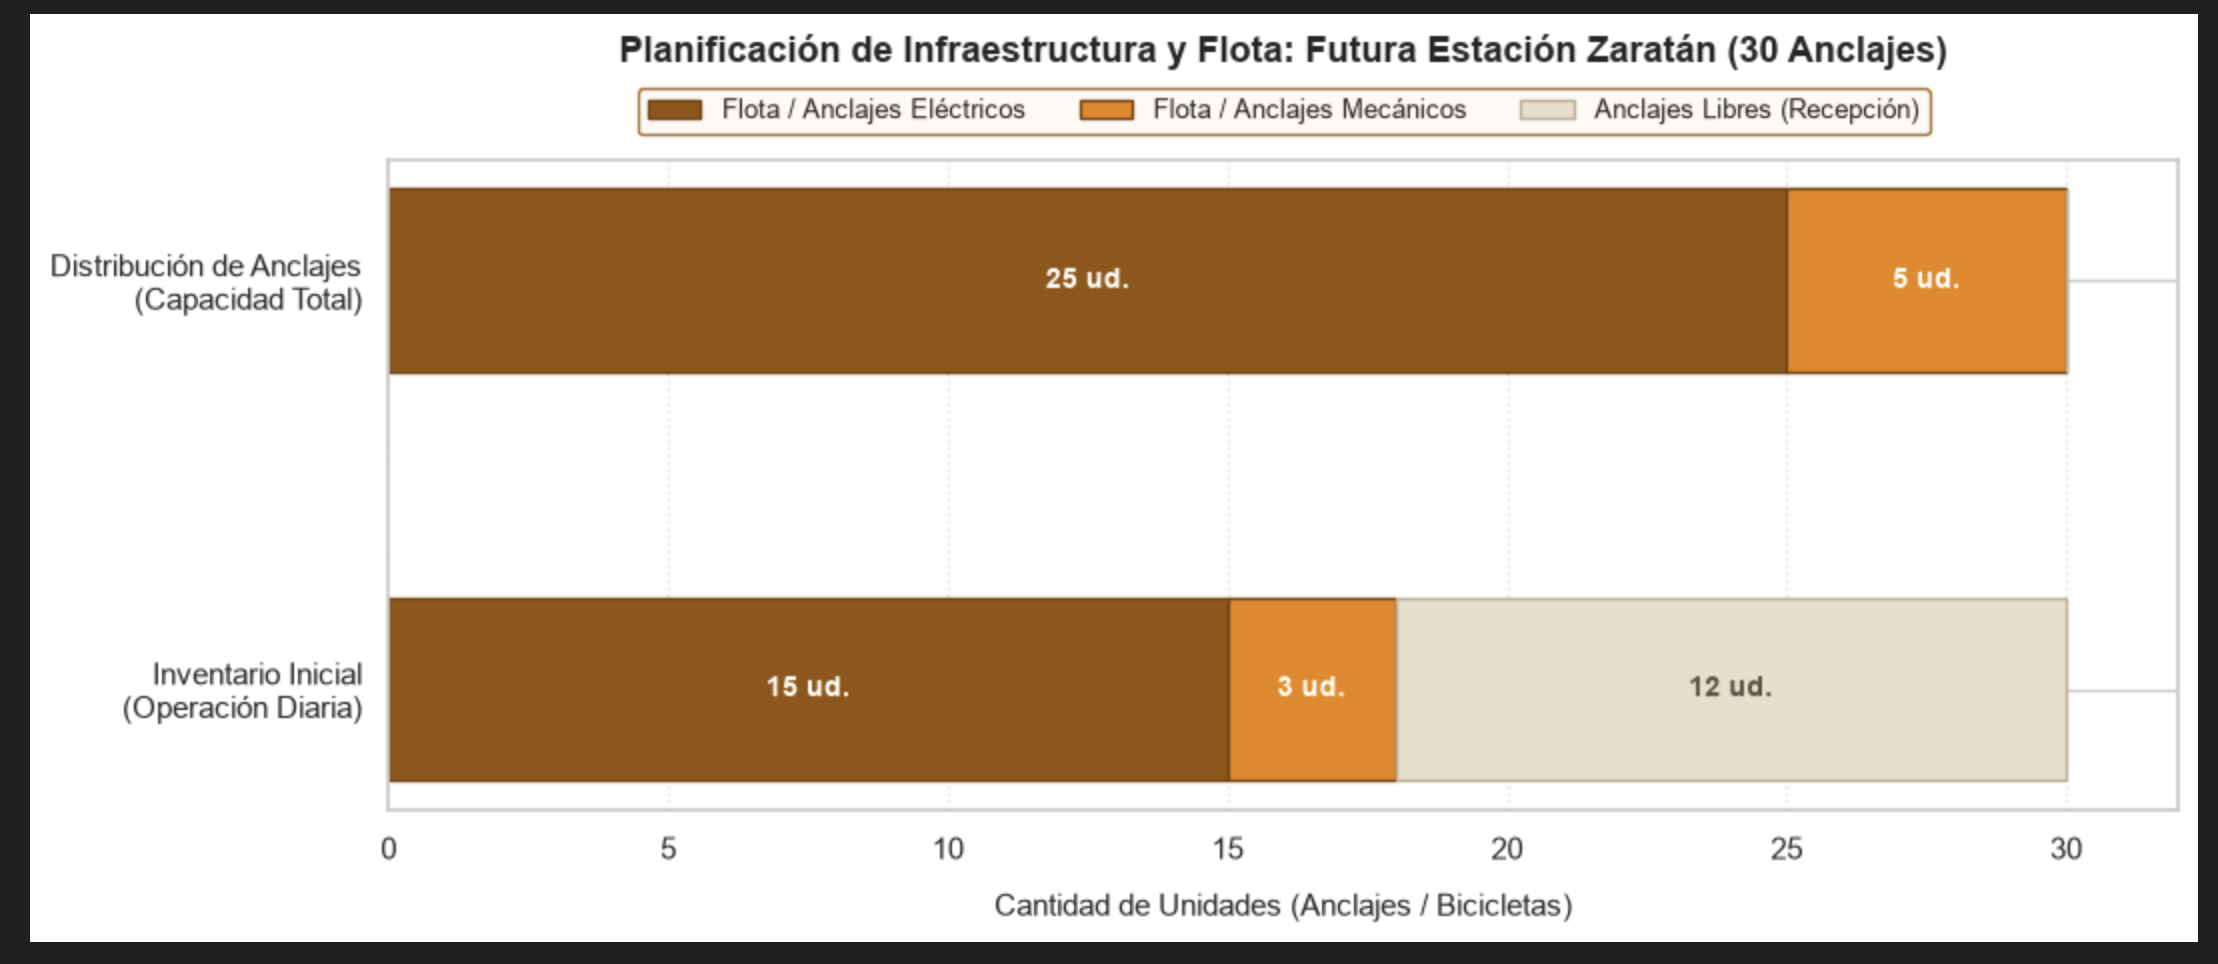 Planificación de Infraestructura y Flota: Futura Estación Zaratán (30 Anclajes)
Flota / Anclajes Eléctricos
Flota / Anclajes Mecánicos
Anclajes Libres (Recepción)
Distribución de Anclajes
(Capacidad Total)
25 ud.
5 ud.
Inventario Inicial
(Operación Diaria)
15 ud.
3 ud.
12 ud.
0
5
10
15
20
25
30
Cantidad de Unidades (Anclajes / Bicicletas)